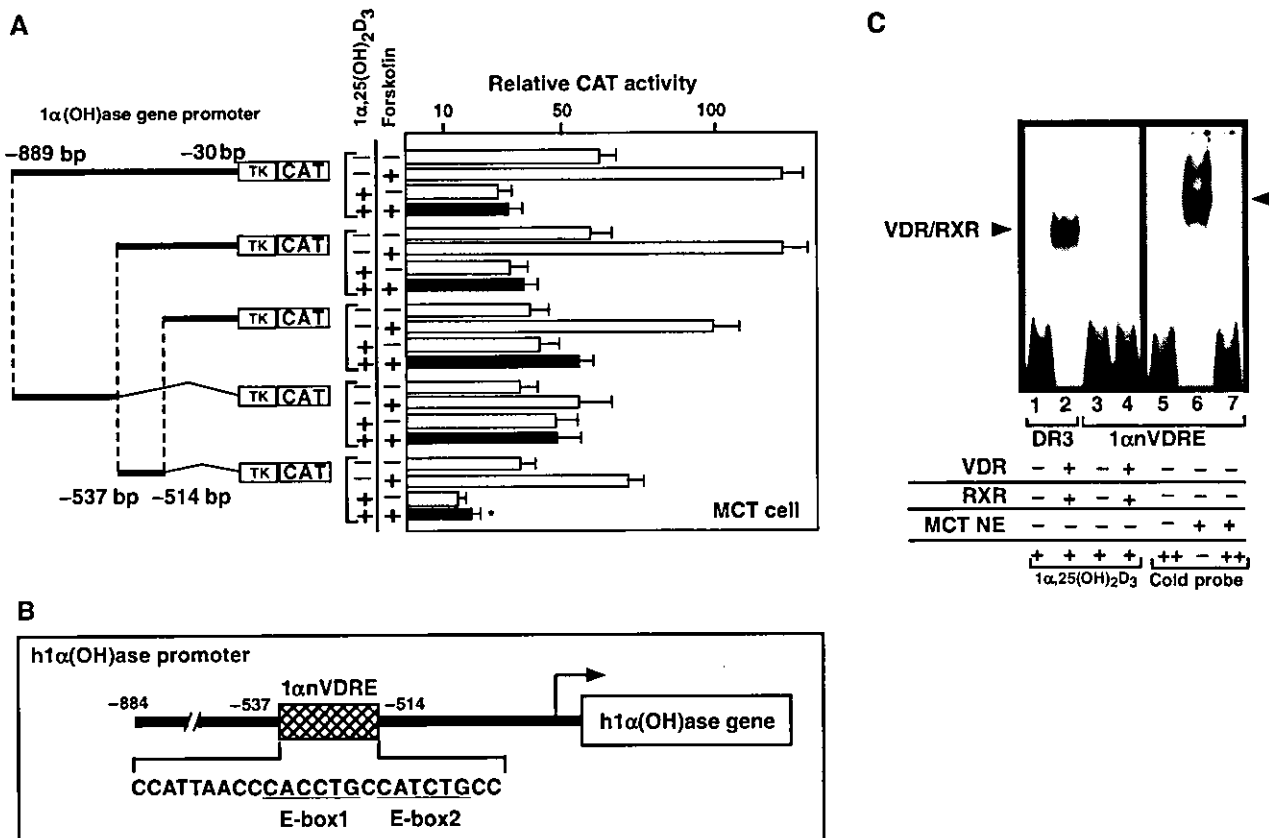 A
1α,25(OH)2D3
Forskolin
Relative CAT activity
10 50 100
1α(OH)ase gene promoter
−889 bp −30 bp
TK CAT
− −
− +
+ −
+ +
TK CAT
− −
− +
+ −
+ +
TK CAT
− −
− +
+ −
+ +
TK CAT
− −
− +
+ −
+ +
TK CAT
− −
− +
+ −
+ + *
−537 bp −514 bp
MCT cell
B
h1α(OH)ase promoter
1αnVDRE
−884 −537 −514
h1α(OH)ase gene
CCATTAACCCACCTGCCATCTGCC
E-box1 E-box2
C
VDR/RXR
1 2 3 4 5 6 7
DR3 1αnVDRE
VDR − + − + − − −
RXR − + − + − − −
MCT NE − − − − − + +
+ + + + ++ − ++
1α,25(OH)2D3 Cold probe